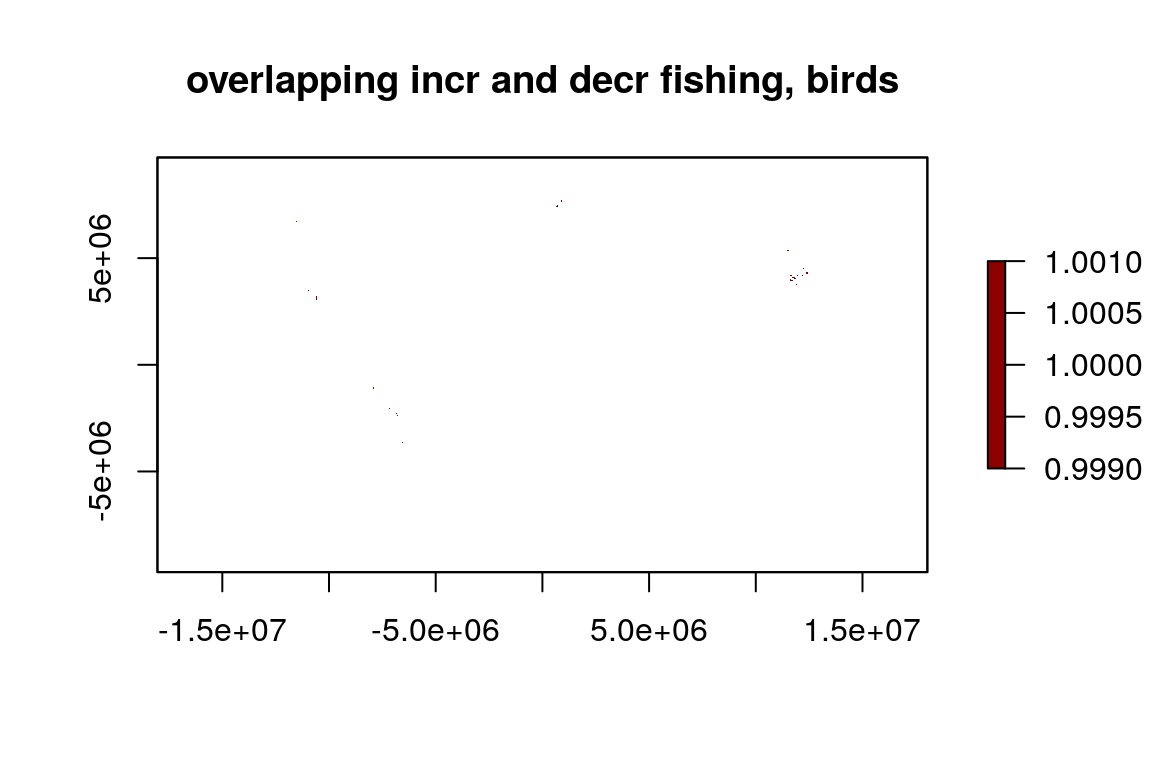 overlapping incr and decr fishing, birds
5e+06
-5e+06
-1.5e+07
-5.0e+06
5.0e+06
1.5e+07
1.0010
1.0005
1.0000
0.9995
0.9990